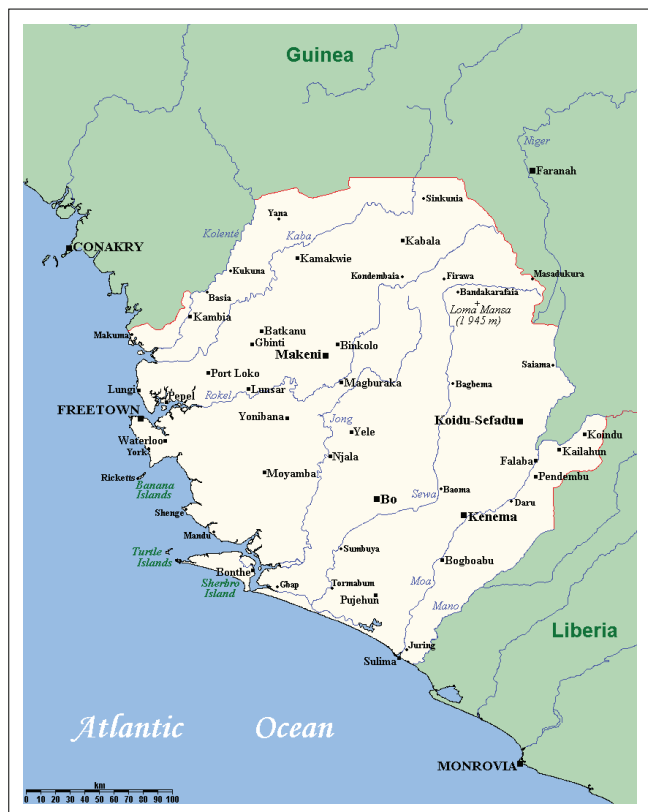 Guinea
Niger
Faranah
Sinkunia
Yana
Kolenté
Kaba
Kabala
CONAKRY
Kamakwie
Kukuna
Kondembaia
Firawa
Masadukura
Basia
Bandakarafaia
Loma Mansa
(1 945 m)
Kambia
Makuma
Batkanu
Gbinti
Binkolo
Makeni
Saiama
Port Loko
Magburaka
Bagbema
Lungi
Rokel
Lunsar
Pepel
FREETOWN
Yonibana
Jong
Koidu-Sefadu
Yele
Koindu
Waterloo
York
Njala
Kailahun
Falaba
Moyamba
Pendembu
Ricketts
Banana
Islands
Sewa
Baoma
Bo
Daru
Shenge
Kenema
Mandu
Turtle
Islands
Sumbuya
Bonthe
Bogboabu
Sherbro
Island
Gbap
Tormabum
Moa
Pujehun
Mano
Liberia
Juring
Sulima
Atlantic Ocean
MONROVIA
km
0 10 20 30 40 50 60 70 80 90 100